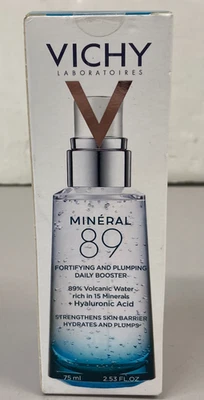 VICHY
LABORATOIRES
MINÉRAL
89
FORTIFYING AND PLUMPING
DAILY BOOSTER
89% Volcanic Water
rich in 15 Minerals
+ Hyaluronic Acid
STRENGTHENS SKIN BARRIER
HYDRATES AND PLUMPS
75 ml 2.53 FL.OZ.